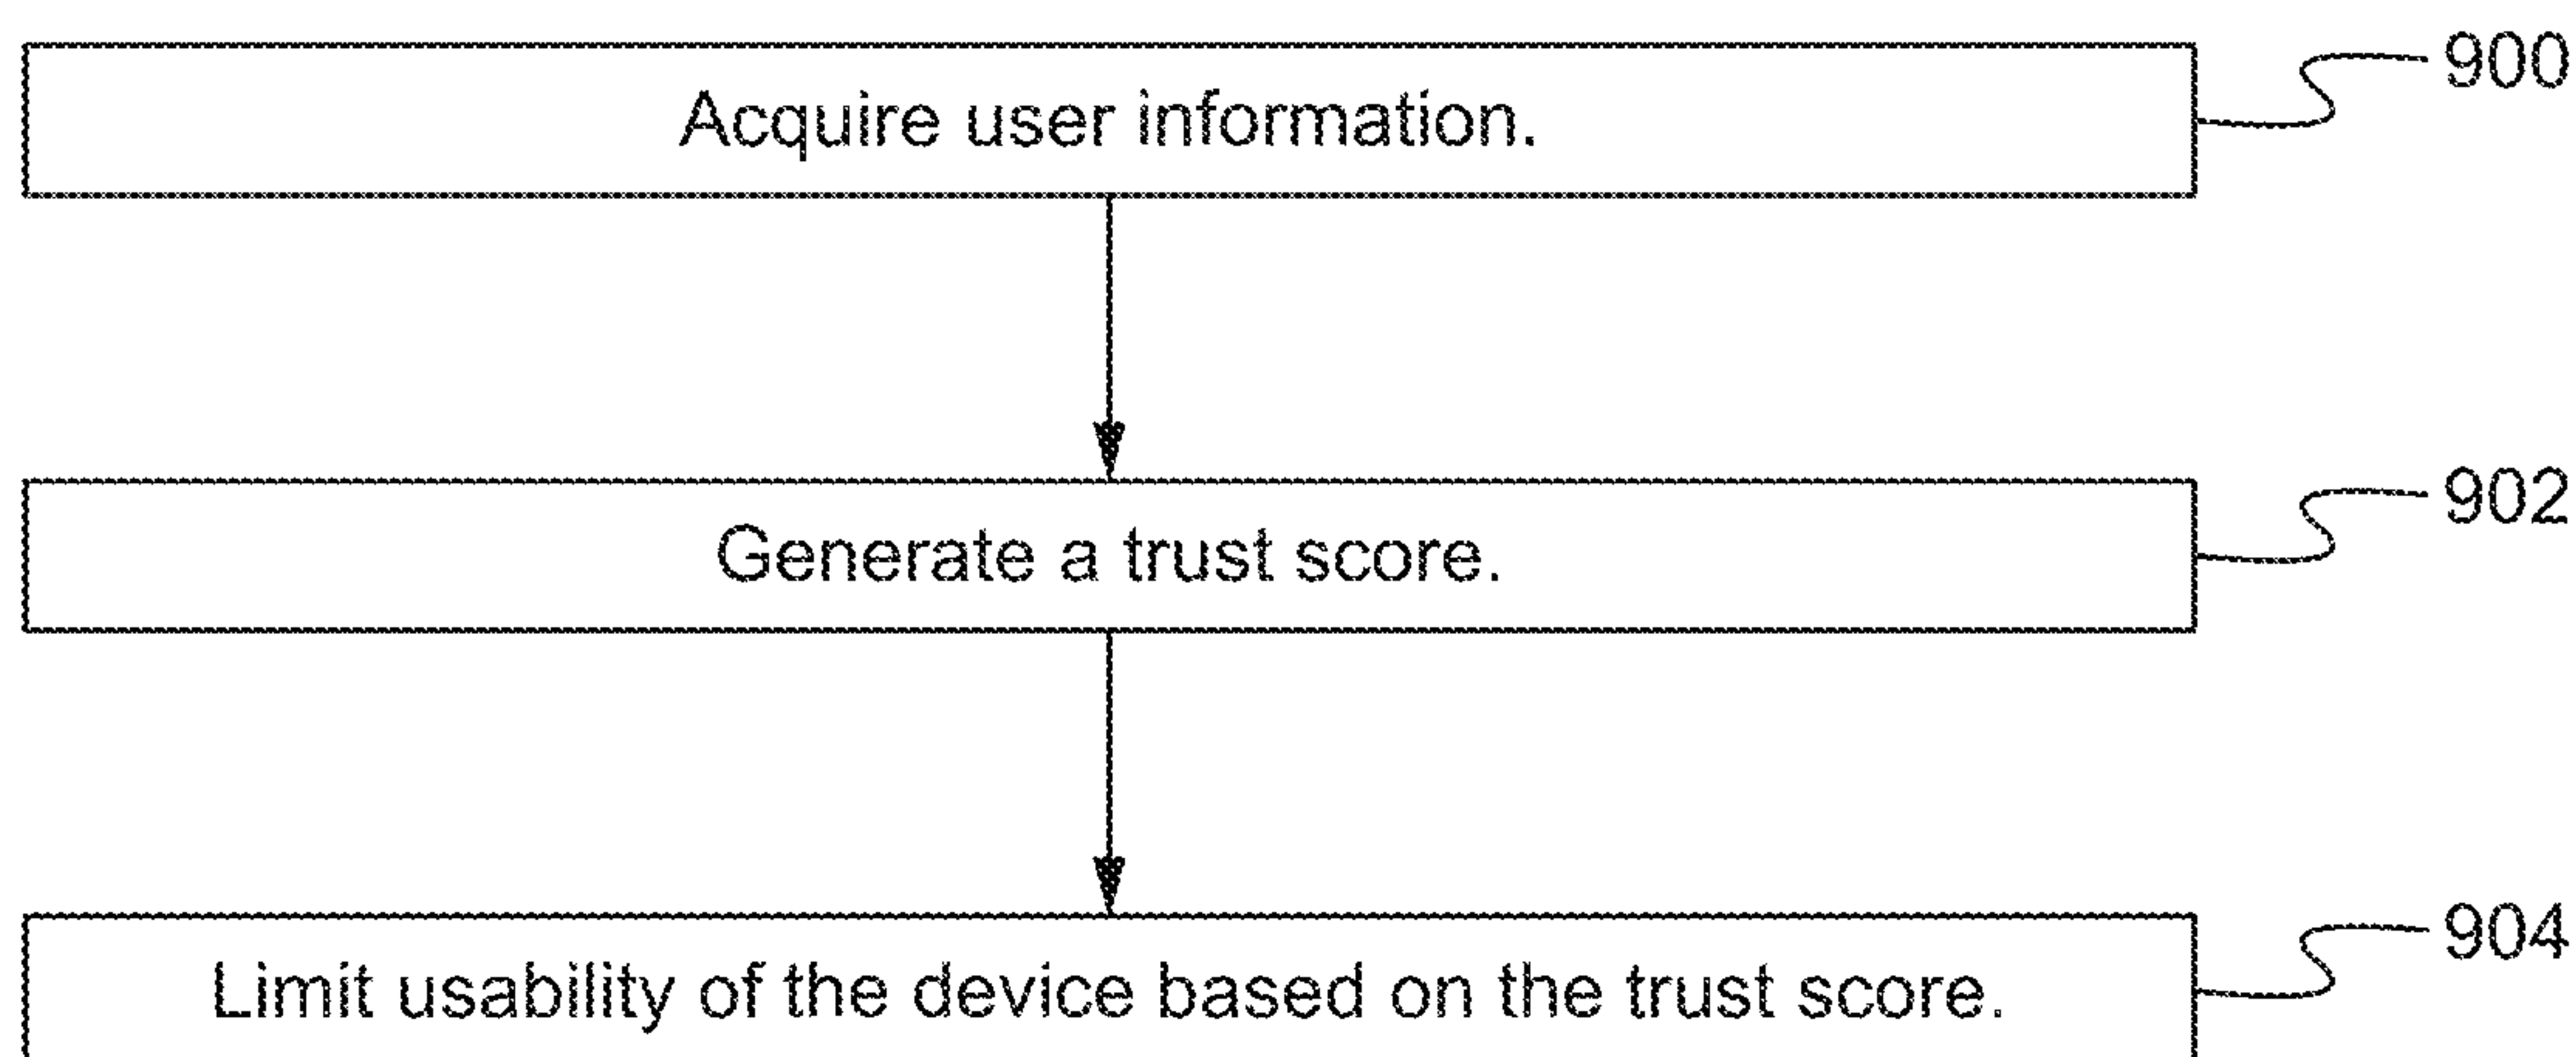 Acquire user information.
900
Generate a trust score.
902
Limit usability of the device based on the trust score.
904